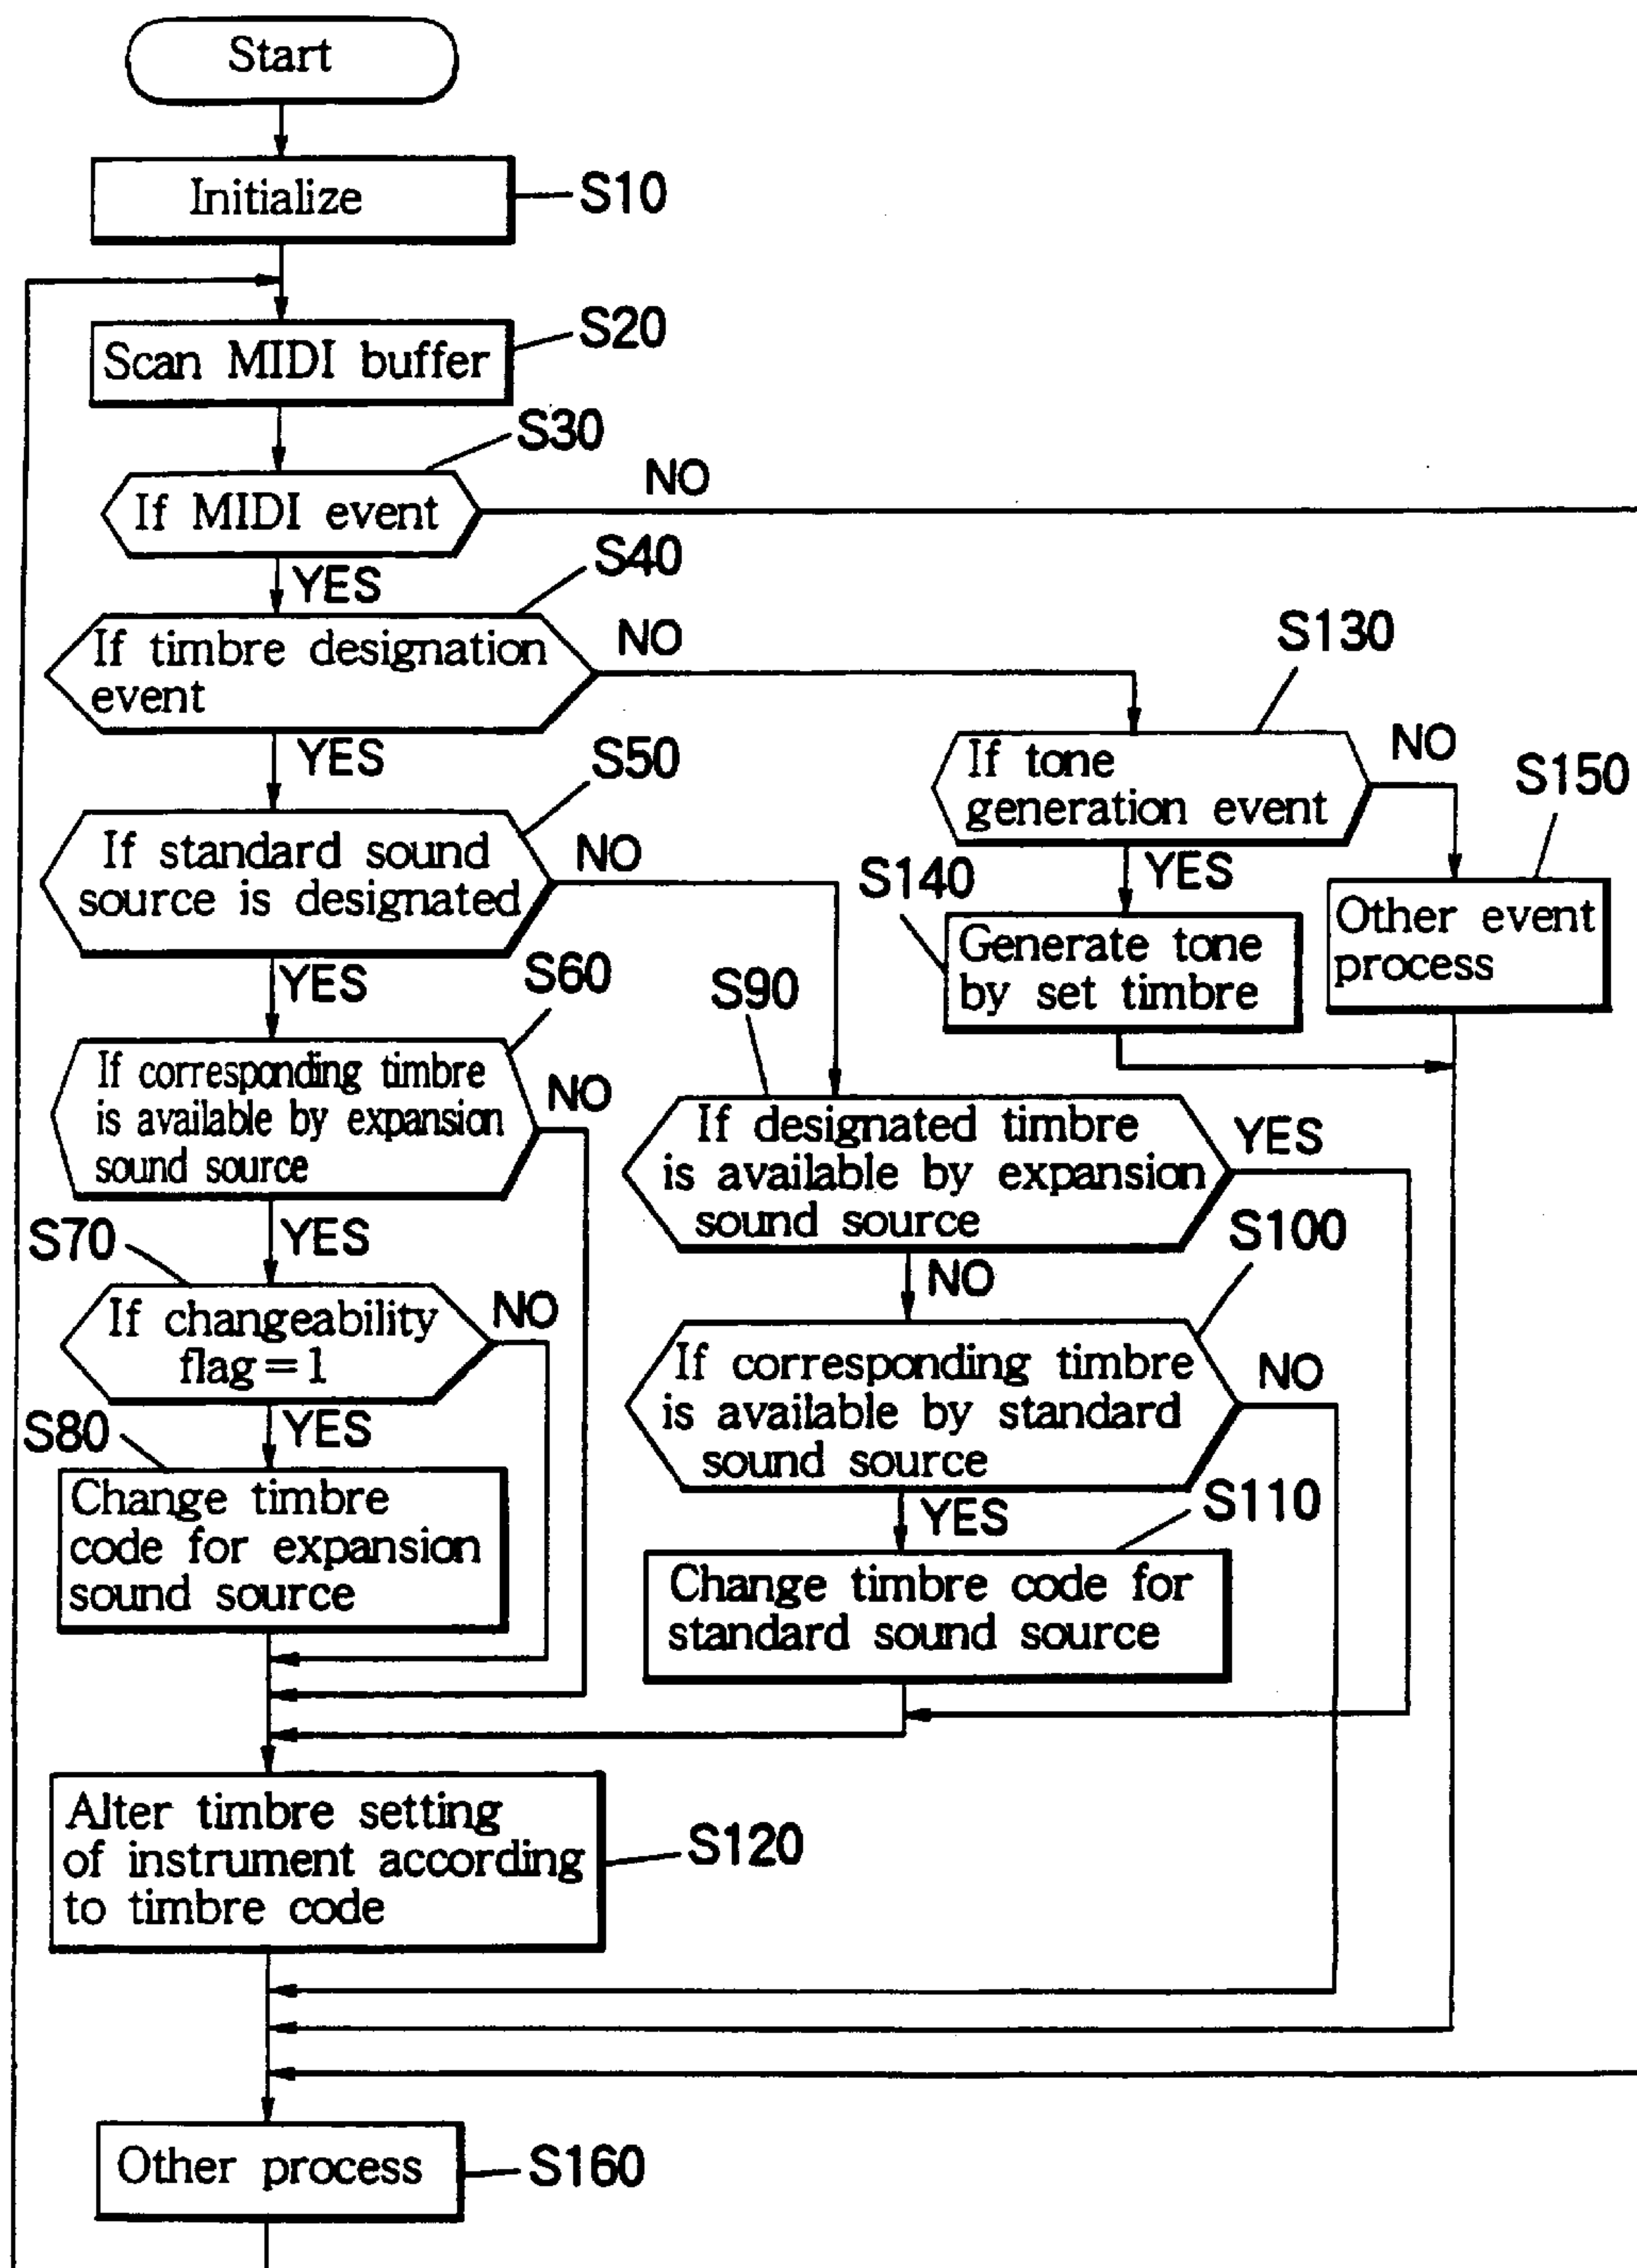 Start
Initialize
S10
Scan MIDI buffer
S20
S30
If MIDI event
NO
YES
S40
If timbre designation
event
NO
YES
S130
If tone
generation event
NO
YES
S150
Other event
process
S140
Generate tone
by set timbre
S50
If standard sound
source is designated
NO
YES
S60
If corresponding timbre
is available by expansion
sound source
NO
YES
S90
If designated timbre
is available by expansion
sound source
YES
NO
S70
If changeability
flag=1
NO
YES
S100
If corresponding timbre
is available by standard
sound source
NO
YES
S80
Change timbre
code for expansion
sound source
S110
Change timbre code for
standard sound source
Alter timbre setting
of instrument according
to timbre code
S120
Other process
S160